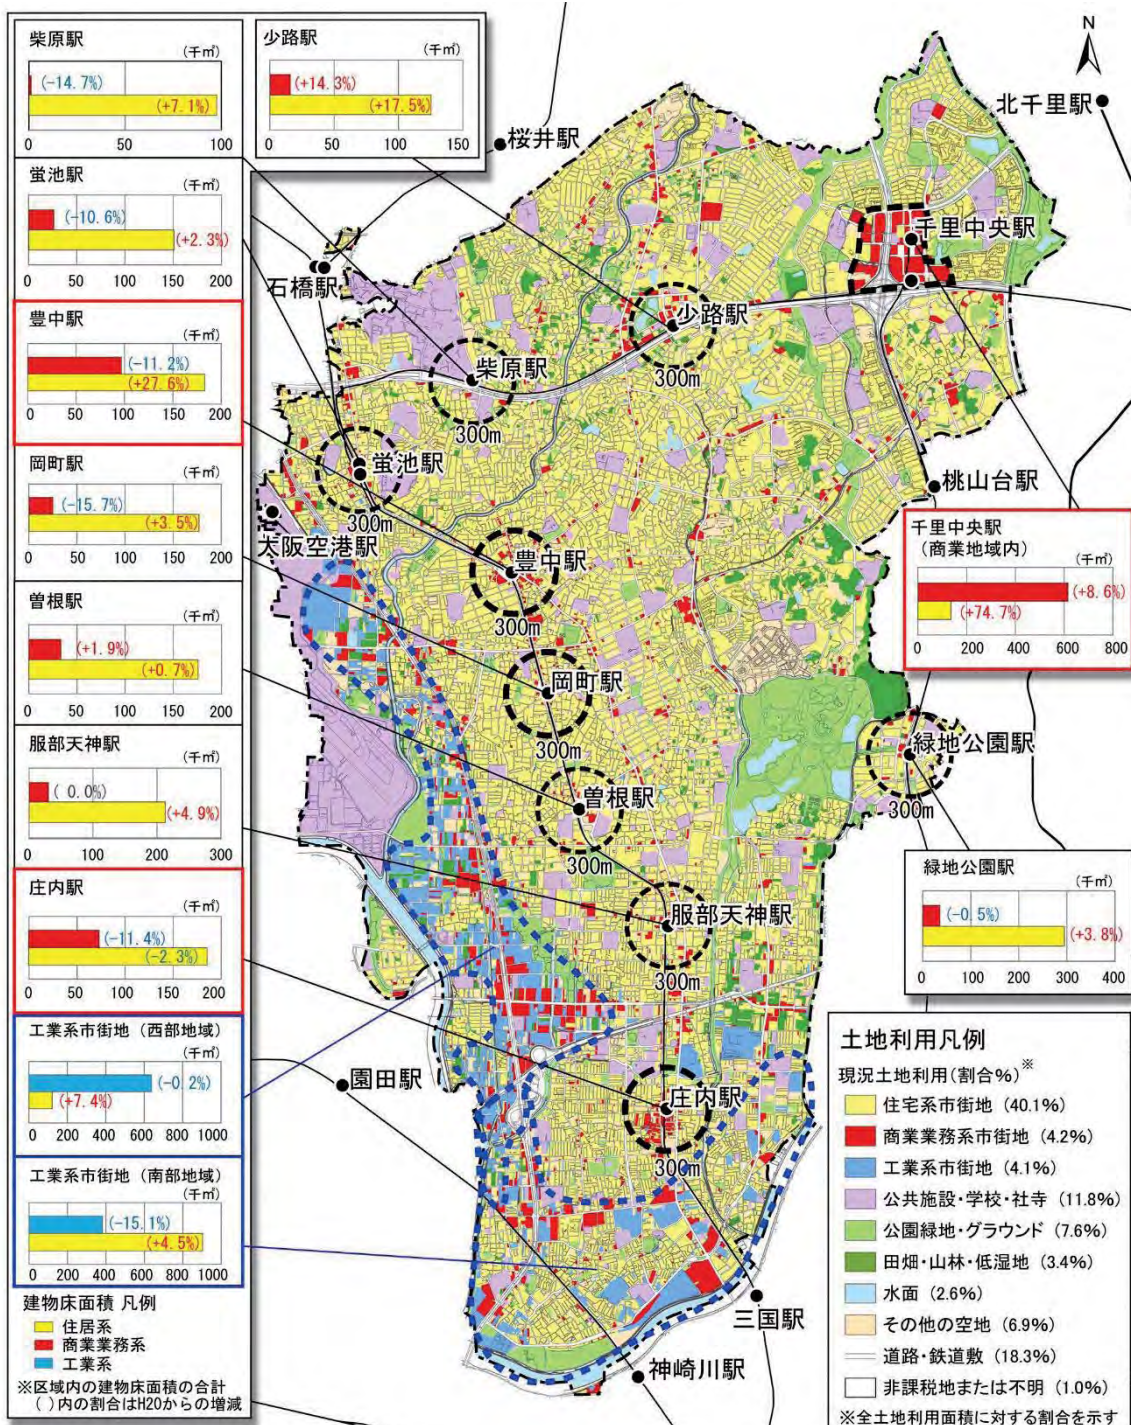 柴原駅
(千㎡)
(-14.7%)
(+7.1%)
0 50 100
少路駅
(千㎡)
(+14.3%)
(+17.5%)
0 50 100 150
蛍池駅
(千㎡)
(-10.6%)
(+2.3%)
0 50 100 150 200
豊中駅
(千㎡)
(-11.2%)
(+27.6%)
0 50 100 150 200
岡町駅
(千㎡)
(-15.7%)
(+3.5%)
0 50 100 150 200
曽根駅
(千㎡)
(+1.9%)
(+0.7%)
0 50 100 150 200
服部天神駅
(千㎡)
( 0.0%)
(+4.9%)
0 100 200 300
庄内駅
(千㎡)
(-11.4%)
(-2.3%)
0 50 100 150 200
工業系市街地(西部地域)
(千㎡)
(-0.2%)
(+7.4%)
0 200 400 600 800 1000
工業系市街地(南部地域)
(千㎡)
(-15.1%)
(+4.5%)
0 200 400 600 800 1000
建物床面積 凡例
住居系
商業業務系
工業系
※区域内の建物床面積の合計
( )内の割合はH20からの増減
N
北千里駅
桜井駅
千里中央駅
石橋駅
少路駅
300m
柴原駅
300m
蛍池駅
300m
大阪空港駅
桃山台駅
豊中駅
300m
千里中央駅
(商業地域内)
(千㎡)
(+8.6%)
(+74.7%)
0 200 400 600 800
岡町駅
300m
緑地公園駅
300m
曽根駅
300m
緑地公園駅
(千㎡)
(-0.5%)
(+3.8%)
0 100 200 300 400
服部天神駅
300m
園田駅
庄内駅
300m
三国駅
神崎川駅
土地利用凡例
現況土地利用(割合%)※
住宅系市街地 (40.1%)
商業業務系市街地 (4.2%)
工業系市街地 (4.1%)
公共施設・学校・社寺 (11.8%)
公園緑地・グラウンド (7.6%)
田畑・山林・低湿地 (3.4%)
水面 (2.6%)
その他の空地 (6.9%)
道路・鉄道敷 (18.3%)
非課税地または不明 (1.0%)
※全土地利用面積に対する割合を示す